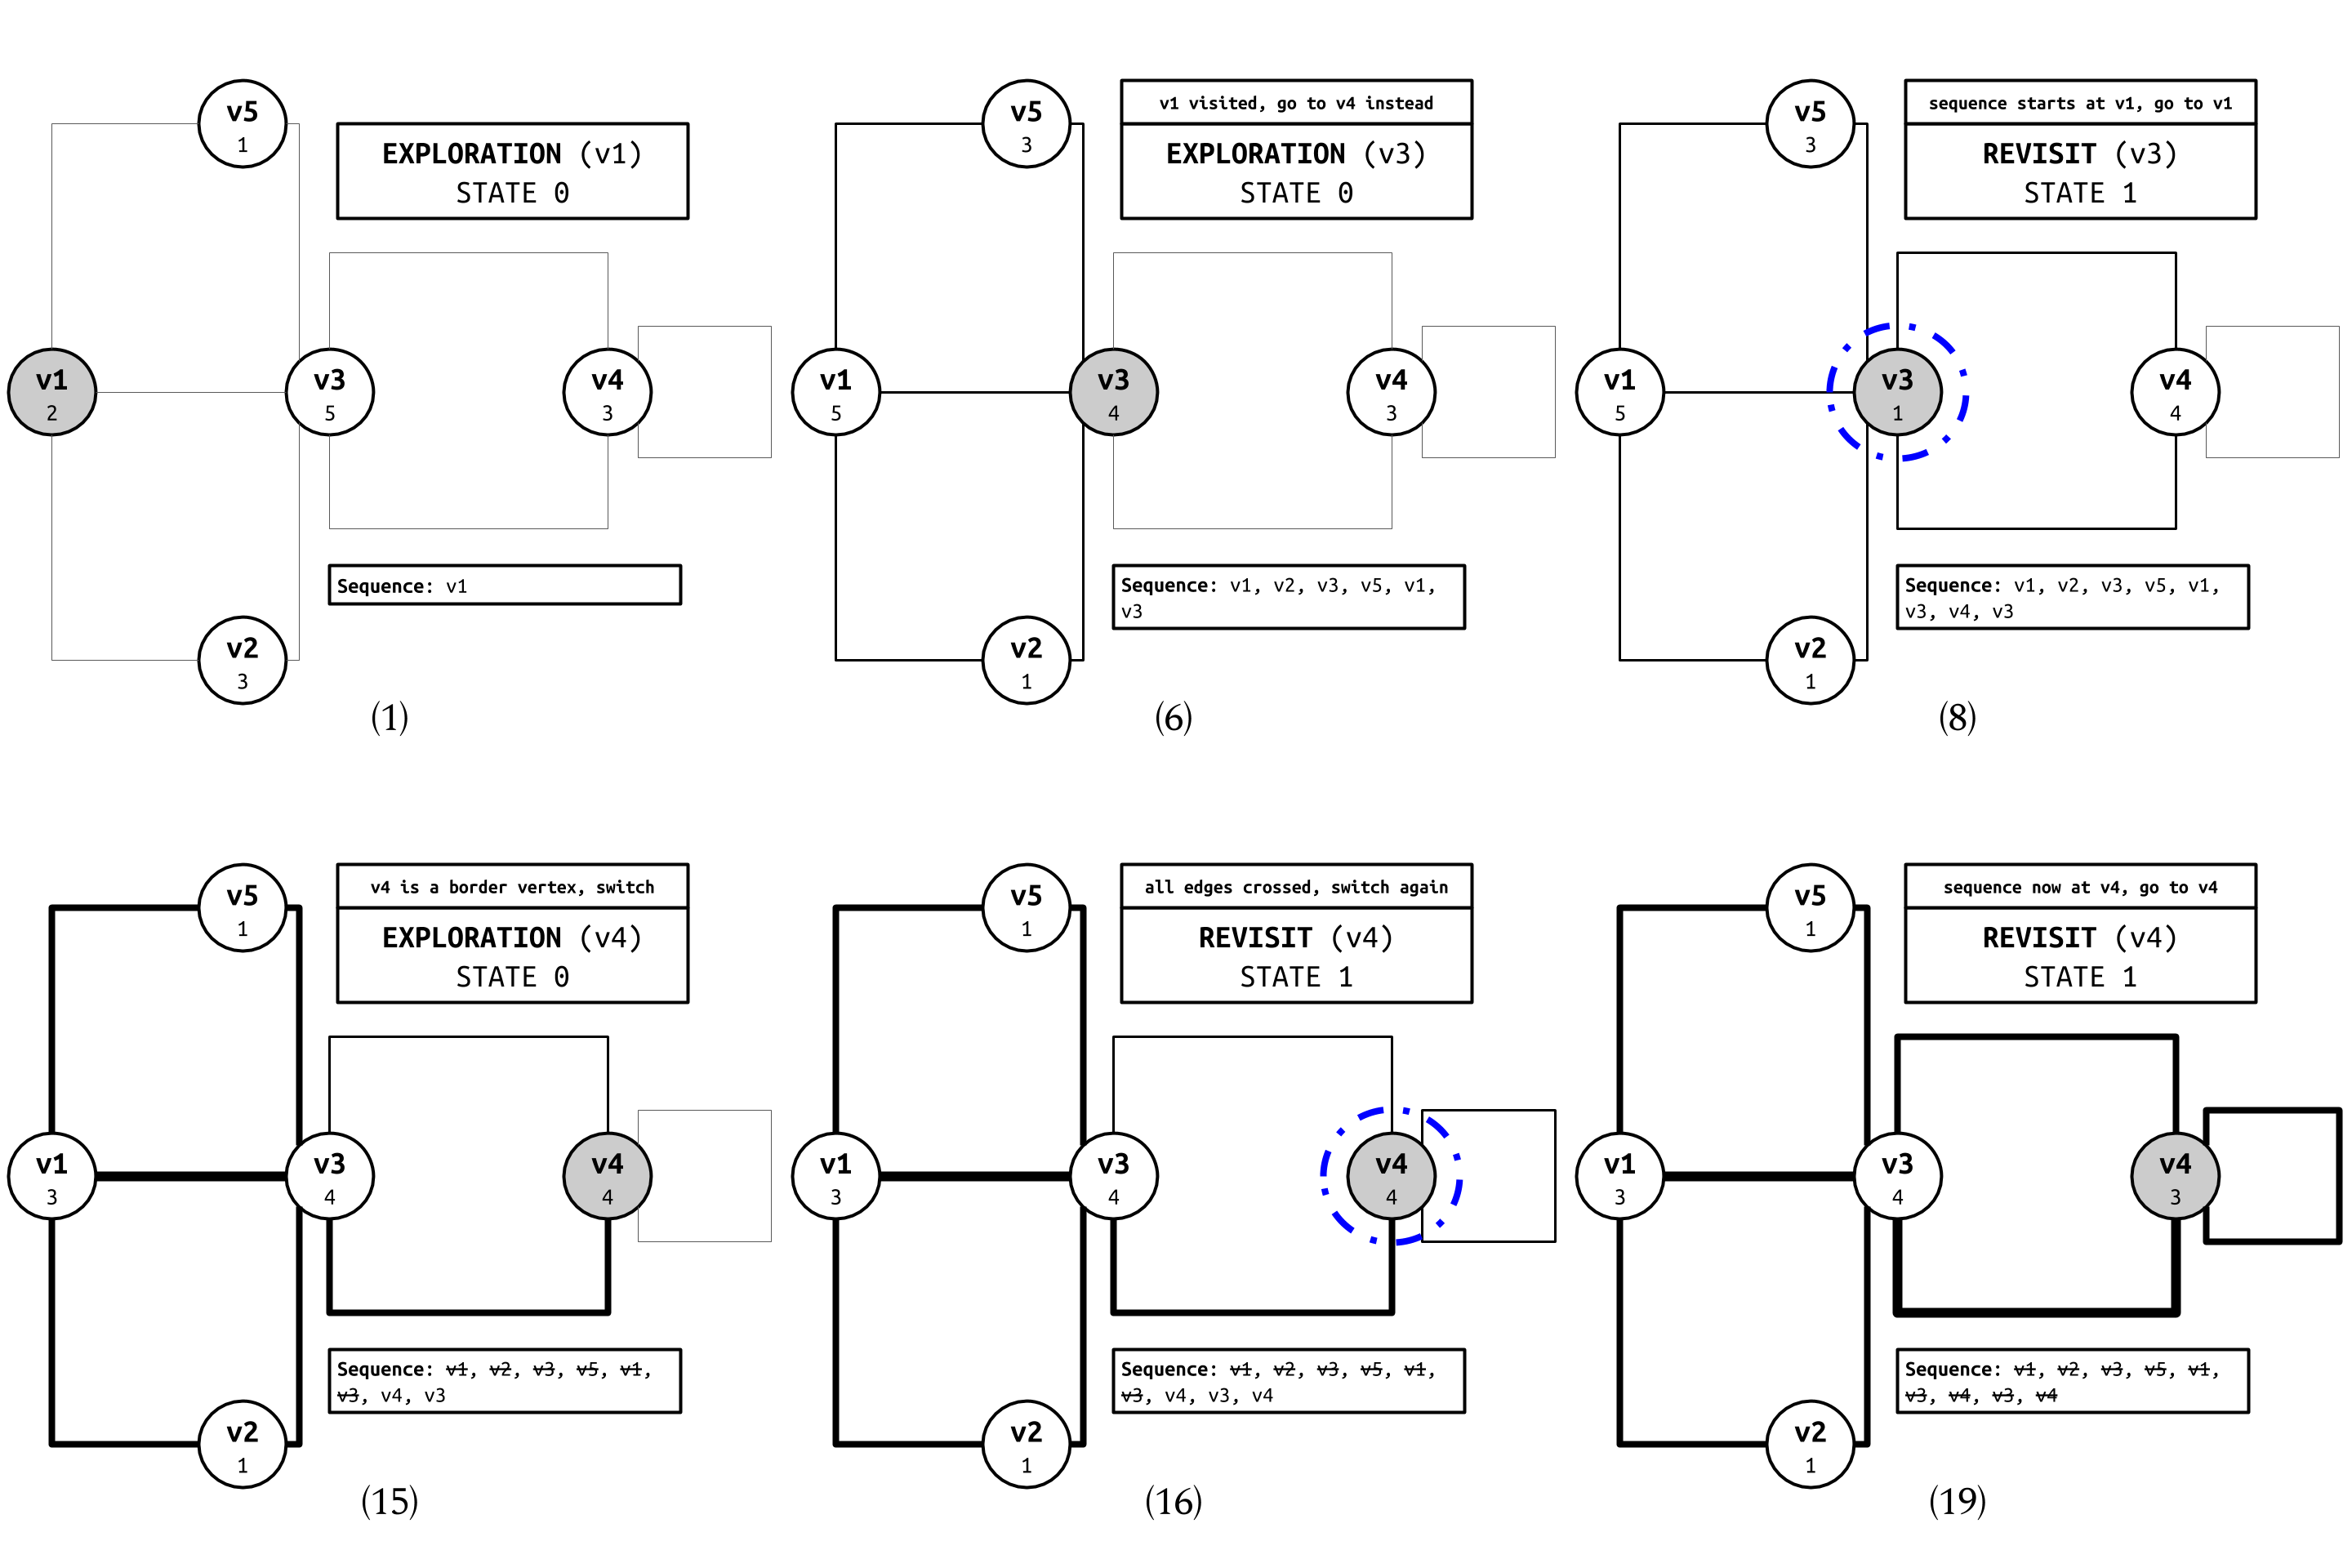 v5
1
EXPLORATION (v1)
STATE 0
v1
2
v3
5
v4
3
Sequence: v1
v2
3
(1)
v5
3
v1 visited, go to v4 instead
EXPLORATION (v3)
STATE 0
v1
5
v3
4
v4
3
Sequence: v1, v2, v3, v5, v1,
v3
v2
1
(6)
v5
3
sequence starts at v1, go to v1
REVISIT (v3)
STATE 1
v1
5
v3
1
v4
4
Sequence: v1, v2, v3, v5, v1,
v3, v4, v3
v2
1
(8)
v5
1
v4 is a border vertex, switch
EXPLORATION (v4)
STATE 0
v1
3
v3
4
v4
4
Sequence: v1, v2, v3, v5, v1,
v3, v4, v3
v2
1
(15)
v5
1
all edges crossed, switch again
REVISIT (v4)
STATE 1
v1
3
v3
4
v4
4
Sequence: v1, v2, v3, v5, v1,
v3, v4, v3, v4
v2
1
(16)
v5
1
sequence now at v4, go to v4
REVISIT (v4)
STATE 1
v1
3
v3
4
v4
3
Sequence: v1, v2, v3, v5, v1,
v3, v4, v3, v4
v2
1
(19)